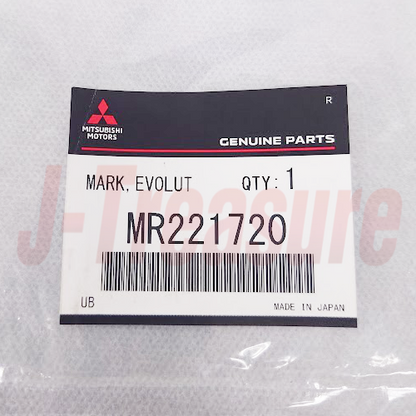 R
MITSUBISHI
MOTORS
GENUINE PARTS
MARK, EVOLUT QTY: 1
MR221720
J-Treasure
UB
MADE IN JAPAN